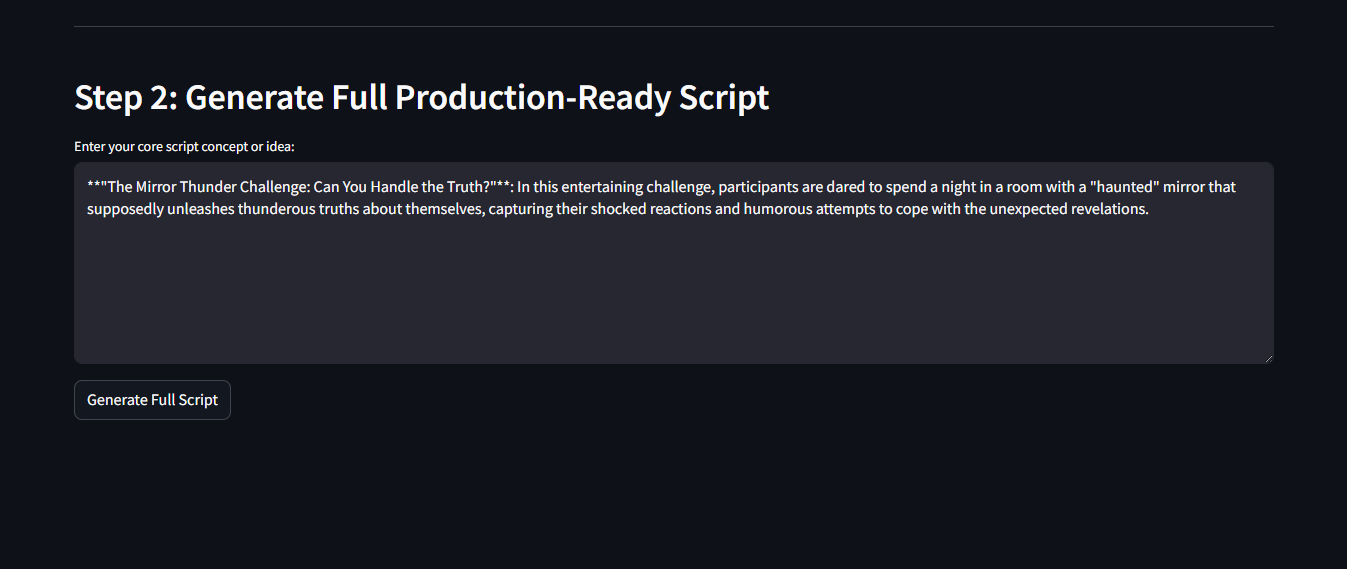 Step 2: Generate Full Production-Ready Script
Enter your core script concept or idea:
**"The Mirror Thunder Challenge: Can You Handle the Truth?"**: In this entertaining challenge, participants are dared to spend a night in a room with a "haunted" mirror that
supposedly unleashes thunderous truths about themselves, capturing their shocked reactions and humorous attempts to cope with the unexpected revelations.
Generate Full Script